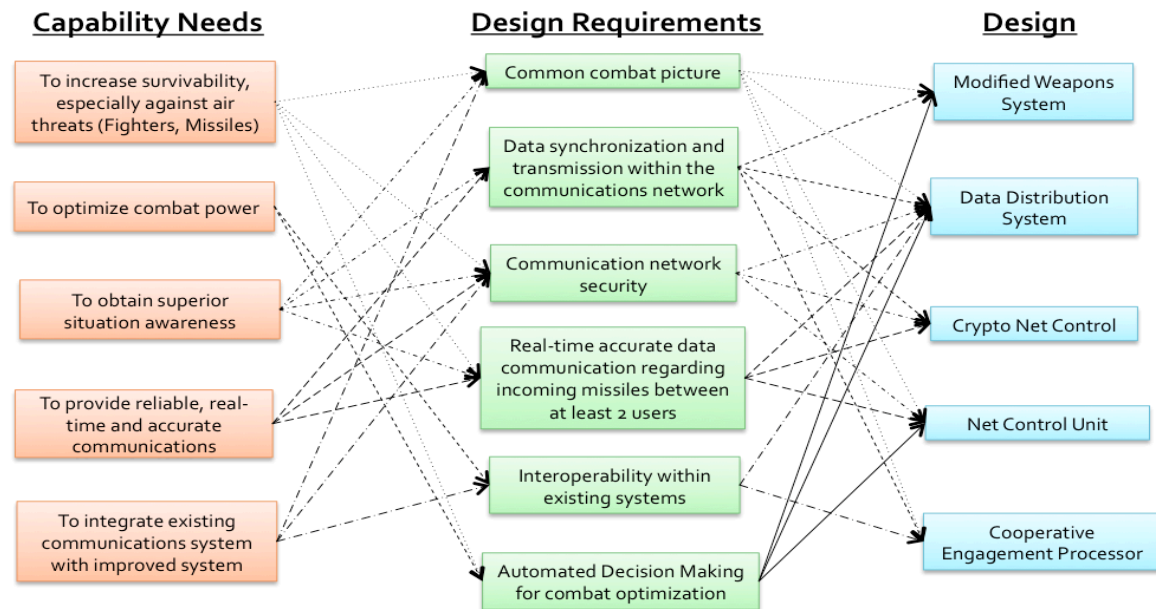 Capability Needs
To increase survivability,
especially against air
threats (Fighters, Missiles)
To optimize combat power
To obtain superior
situation awareness
To provide reliable, real-
time and accurate
communications
To integrate existing
communications system
with improved system
Design Requirements
Common combat picture
Data synchronization and
transmission within the
communications network
Communication network
security
Real-time accurate data
communication regarding
incoming missiles between
at least 2 users
Interoperability within
existing systems
Automated Decision Making
for combat optimization
Design
Modified Weapons
System
Data Distribution
System
Crypto Net Control
Net Control Unit
Cooperative
Engagement Processor